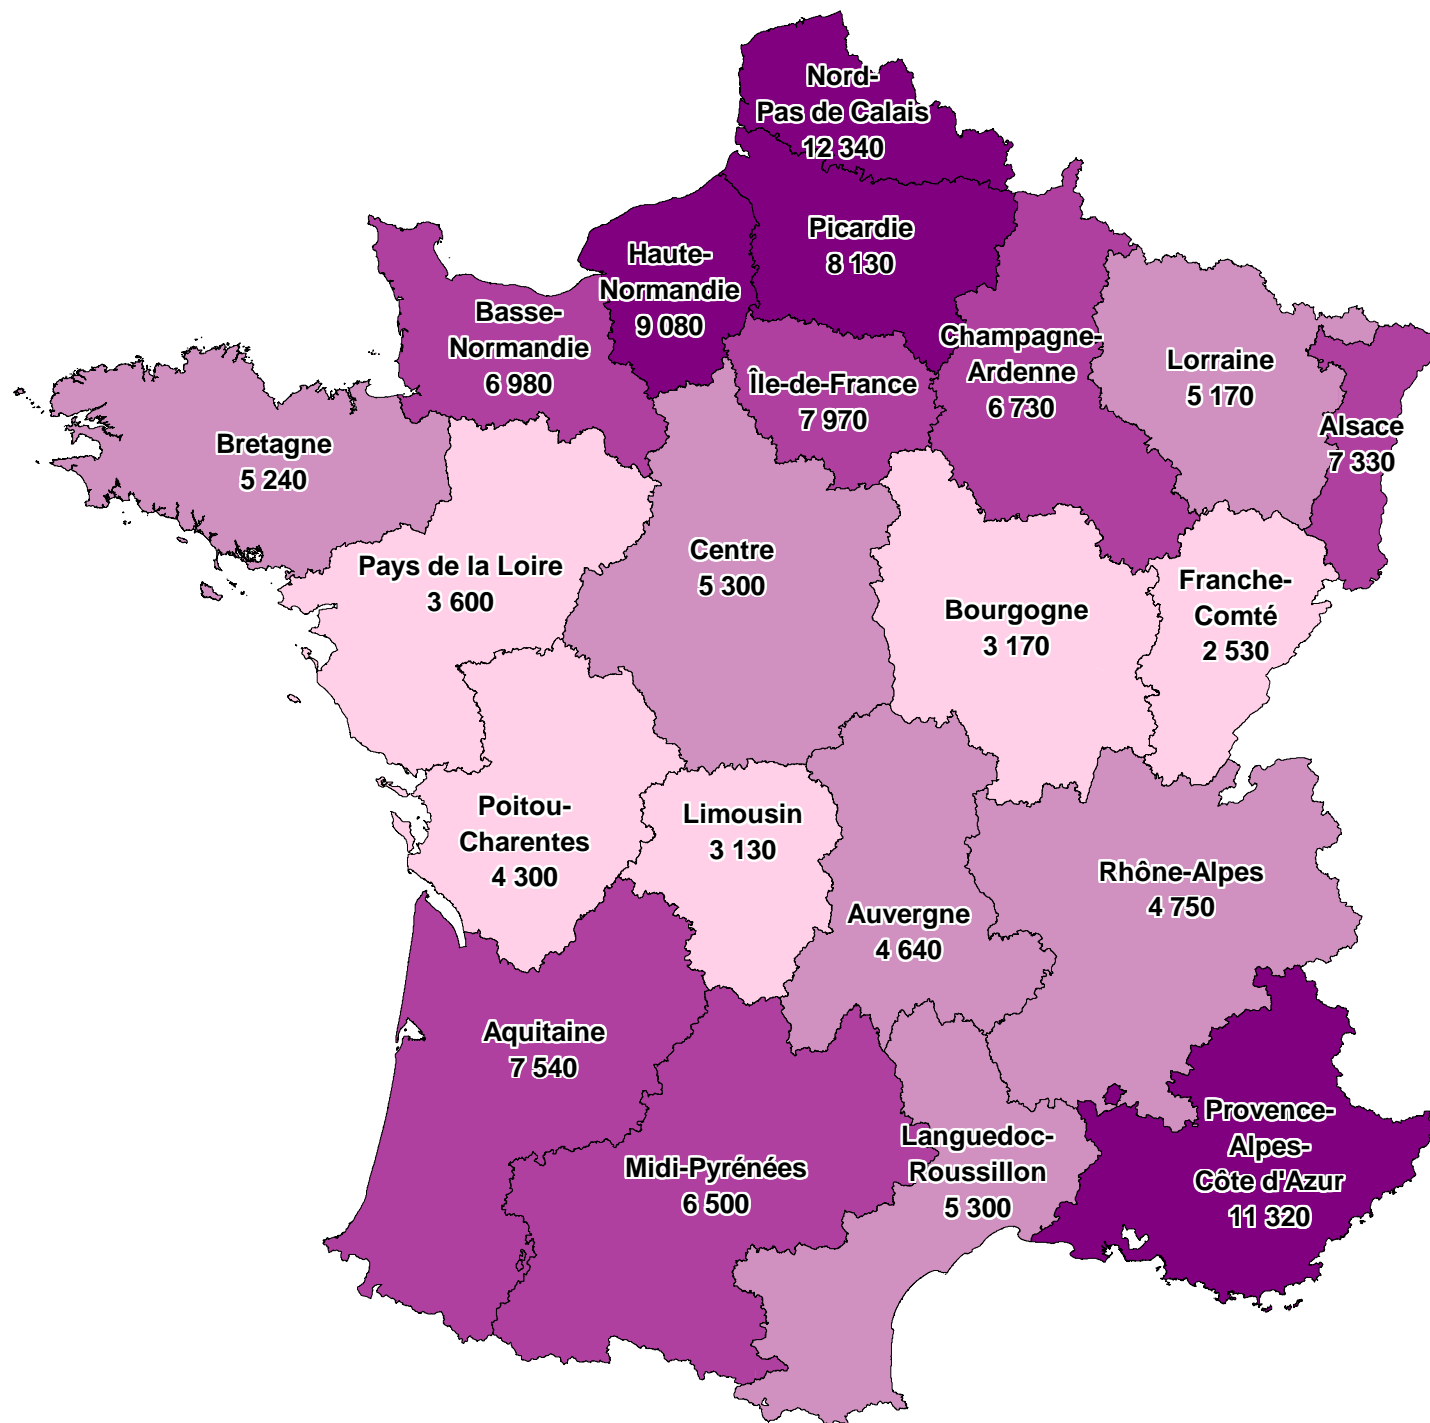 Nord-
Pas de Calais
12 340
Picardie
8 130
Haute-
Normandie
9 080
Basse-
Normandie
6 980
Champagne-
Ardenne
6 730
Île-de-France
7 970
Lorraine
5 170
Alsace
7 330
Bretagne
5 240
Pays de la Loire
3 600
Centre
5 300
Bourgogne
3 170
Franche-
Comté
2 530
Poitou-
Charentes
4 300
Limousin
3 130
Auvergne
4 640
Rhône-Alpes
4 750
Aquitaine
7 540
Midi-Pyrénées
6 500
Languedoc-
Roussillon
5 300
Provence-
Alpes-
Côte d'Azur
11 320